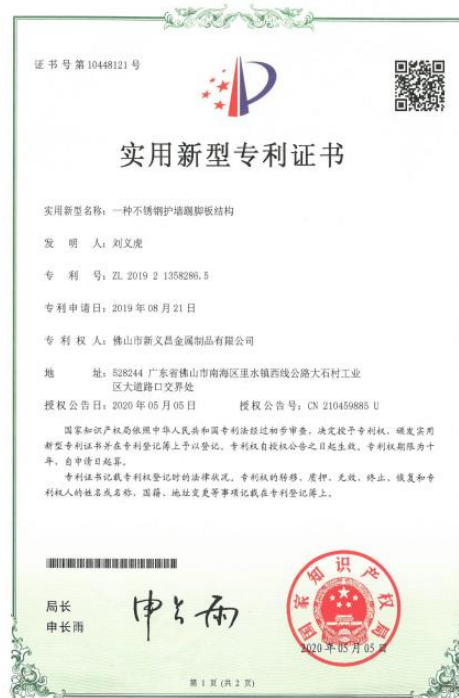 证书号第10448121号
实用新型专利证书
实用新型名称：一种不锈钢护墙踢脚板结构
发 明 人：刘义虎
专 利 号：ZL 2019 2 1358286.5
专利申请日：2019年08月21日
专 利 权 人：佛山市新义昌金属制品有限公司
地 址：528244 广东省佛山市南海区里水镇西线公路大石村工业
区大道路口交界处
授权公告日：2020年05月05日 授权公告号：CN 210459885 U
国家知识产权局依照中华人民共和国专利法经过初步审查，决定授予专利权，颁发实用
新型专利证书并在专利登记簿上予以登记。专利权自授权公告之日起生效。专利权期限为十
年，自申请日起算。
专利证书记载专利权登记时的法律状况。专利权的转移、质押、无效、终止、恢复和专
利权人的姓名或名称、国籍、地址变更等事项记载在专利登记簿上。
局长
申长雨
申长雨
国家知识产权局
2020年05月05日
第 1 页 (共 2 页)